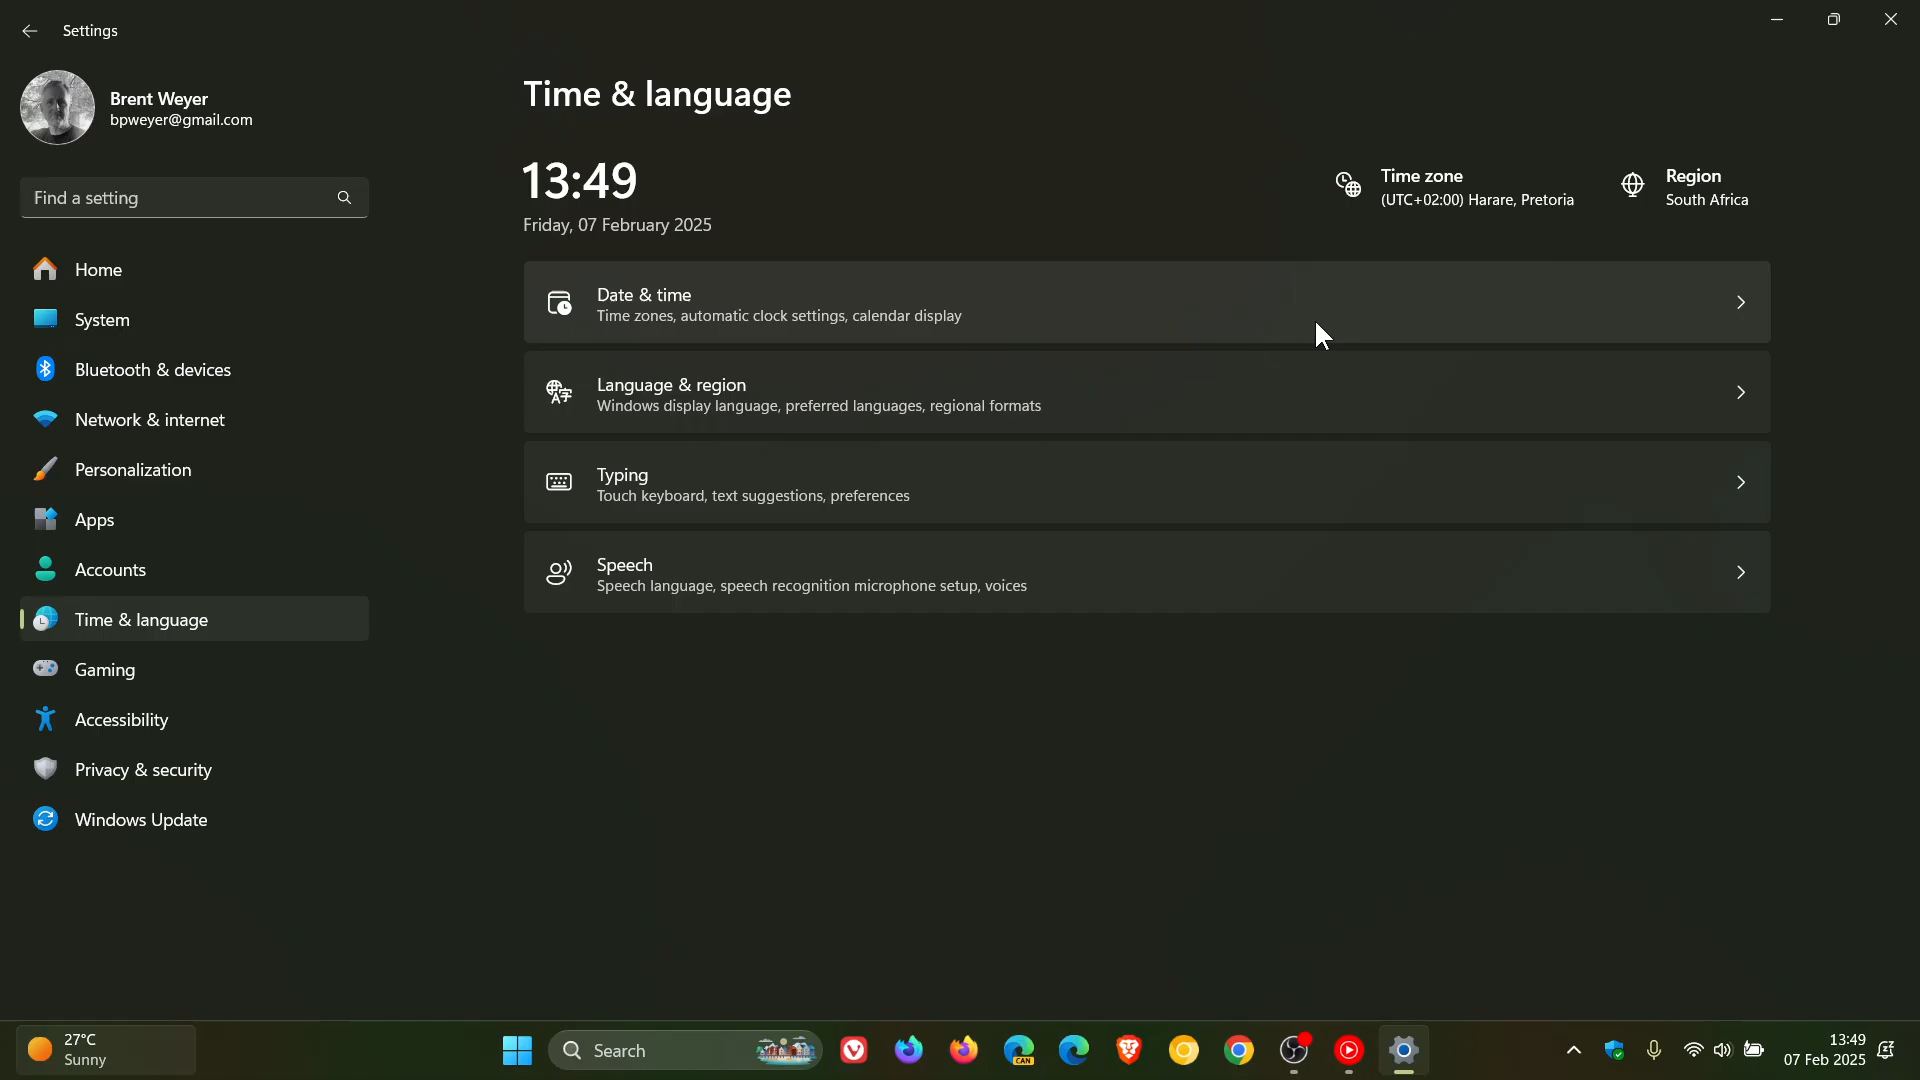 Settings
Brent Weyer
bpweyer@gmail.com
Find a setting
Home
System
Bluetooth & devices
Network & internet
Personalization
Apps
Accounts
Time & language
Gaming
Accessibility
Privacy & security
Windows Update
Time & language
13:49
Friday, 07 February 2025
Time zone
(UTC+02:00) Harare, Pretoria
Region
South Africa
Date & time
Time zones, automatic clock settings, calendar display
Language & region
Windows display language, preferred languages, regional formats
Typing
Touch keyboard, text suggestions, preferences
Speech
Speech language, speech recognition microphone setup, voices
27°C
Sunny
Search
CAN
13:49
07 Feb 2025